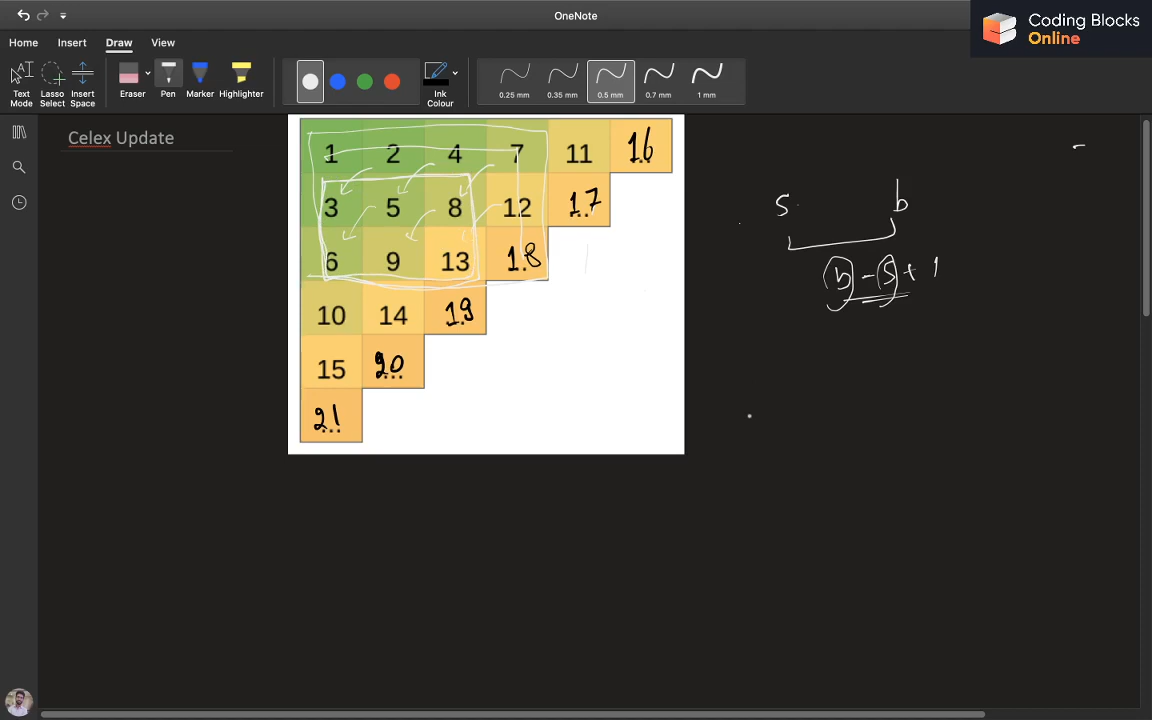 OneNote
Coding Blocks
Online
Home Insert Draw View
Text Mode
Lasso Select
Insert Space
Eraser
Pen
Marker
Highlighter
Ink Colour
0.25 mm
0.35 mm
0.5 mm
0.7 mm
1 mm
Celex Update
1 2 4 7 11 16
3 5 8 12 17
6 9 13 18
10 14 19
15 20
21
s b
b - s + 1